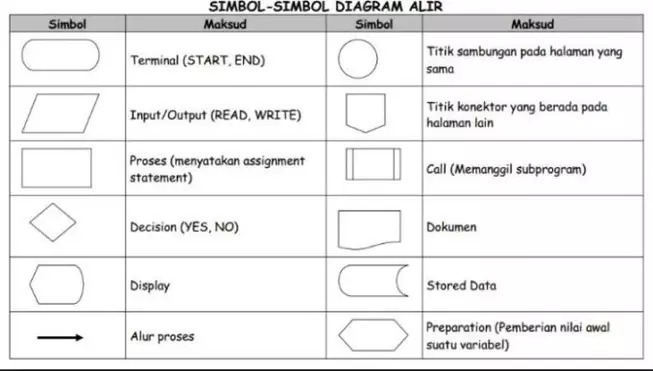 SIMBOL-SIMBOL DIAGRAM ALIR
Simbol Maksud Simbol Maksud
Terminal (START, END)
Titik sambungan pada halaman yang
sama
Input/Output (READ, WRITE)
Titik konektor yang berada pada
halaman lain
Proses (menyatakan assignment
statement)
Call (Memanggil subprogram)
Decision (YES, NO)
Dokumen
Display
Stored Data
Alur proses
Preparation (Pemberian nilai awal
suatu variabel)